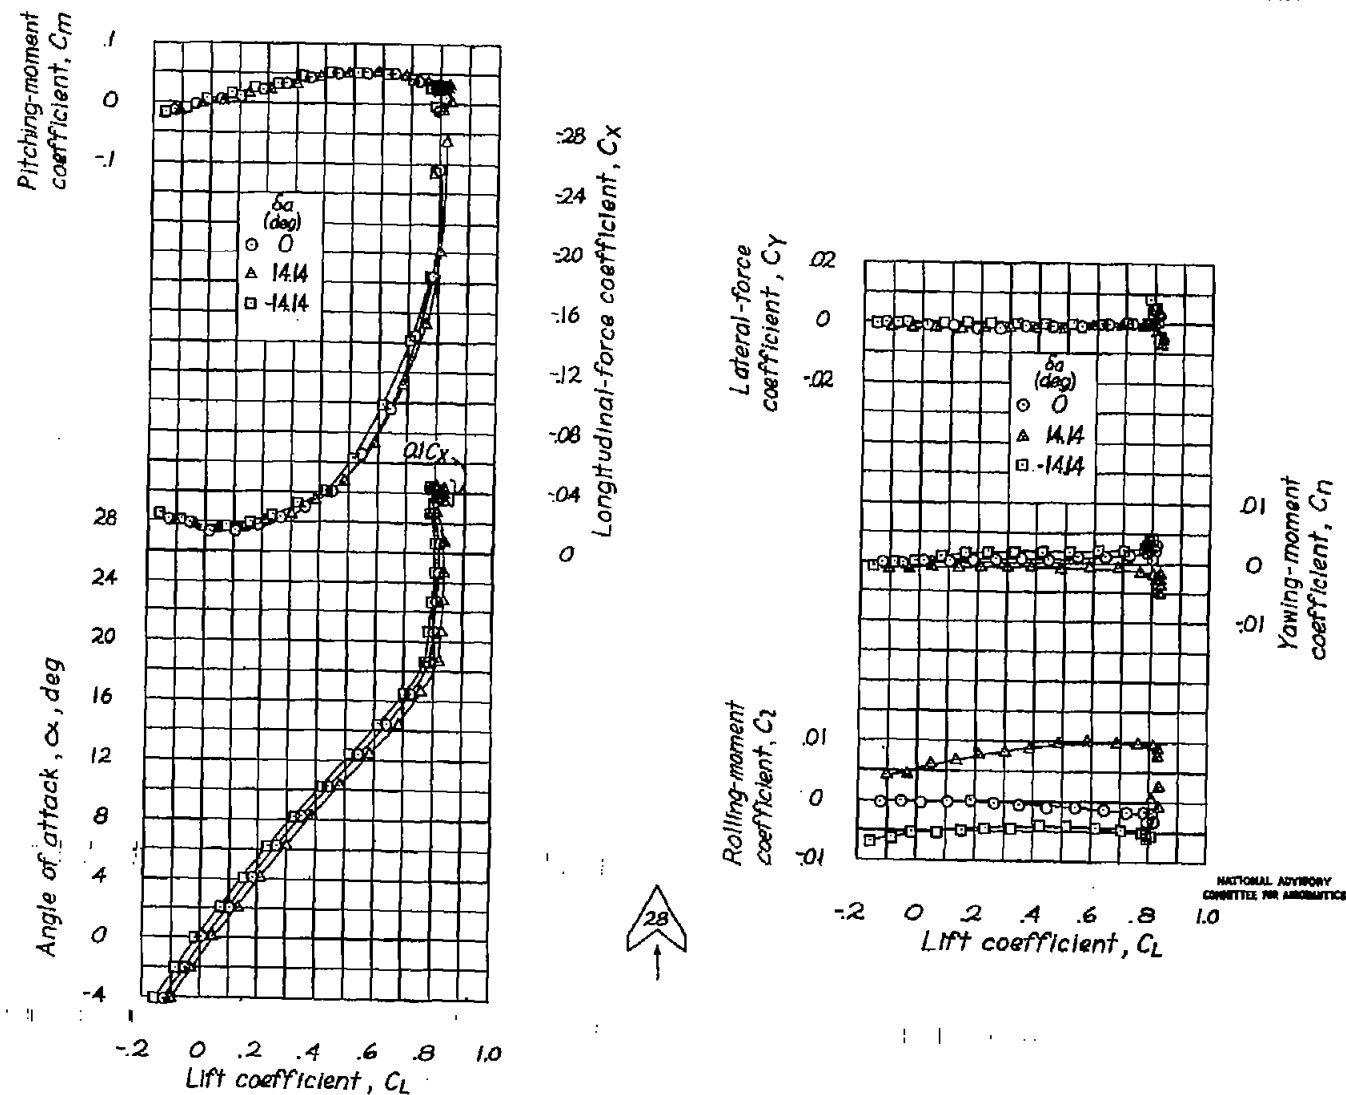 Pitching-moment
coefficient, Cm
.1
0
-.1
δa
(deg)
0
14.14
-14.14
-.28
-.24
-.20
-.16
-.12
-.08
-.04
0
Longitudinal-force coefficient, CX
0.1CX
28
24
20
16
12
8
4
0
-4
Angle of attack, α, deg
-.2 0 .2 .4 .6 .8 1.0
Lift coefficient, CL
28
Lateral-force
coefficient, CY
.02
0
-.02
δa
(deg)
0
14.14
-14.14
.01
0
-.01
Yawing-moment
coefficient, Cn
Rolling-moment
coefficient, Cl
.01
0
-.01
NATIONAL ADVISORY
COMMITTEE FOR AERONAUTICS
-.2 0 .2 .4 .6 .8 1.0
Lift coefficient, CL